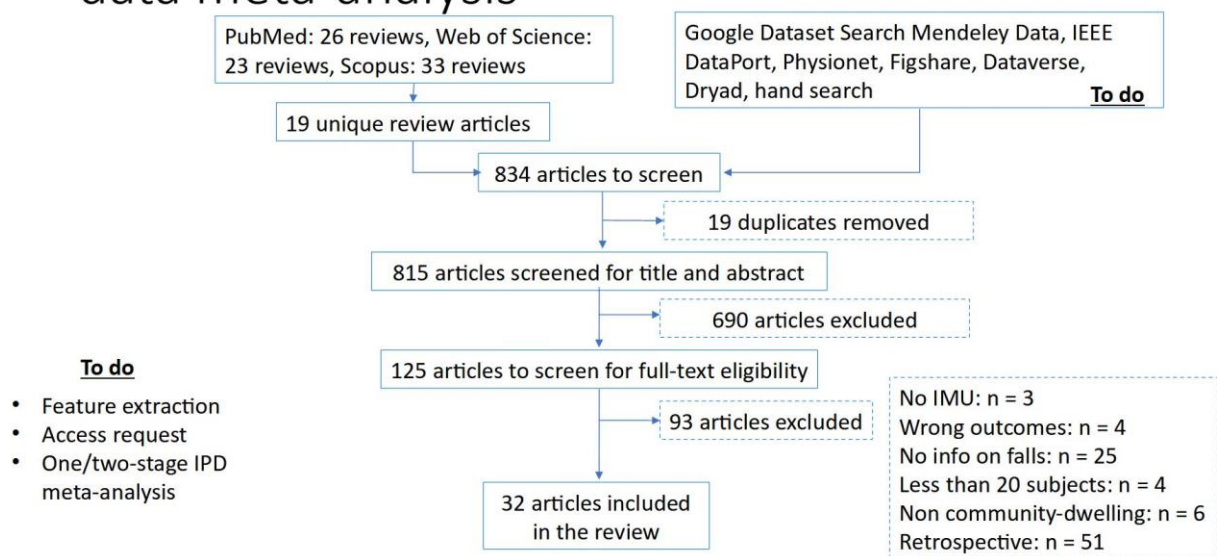 data meta-analysis
PubMed: 26 reviews, Web of Science:
23 reviews, Scopus: 33 reviews
Google Dataset Search Mendeley Data, IEEE
DataPort, Physionet, Figshare, Dataverse,
Dryad, hand search
To do
19 unique review articles
834 articles to screen
19 duplicates removed
815 articles screened for title and abstract
690 articles excluded
125 articles to screen for full-text eligibility
93 articles excluded
32 articles included
in the review
To do
• Feature extraction
• Access request
• One/two-stage IPD
meta-analysis
No IMU: n = 3
Wrong outcomes: n = 4
No info on falls: n = 25
Less than 20 subjects: n = 4
Non community-dwelling: n = 6
Retrospective: n = 51